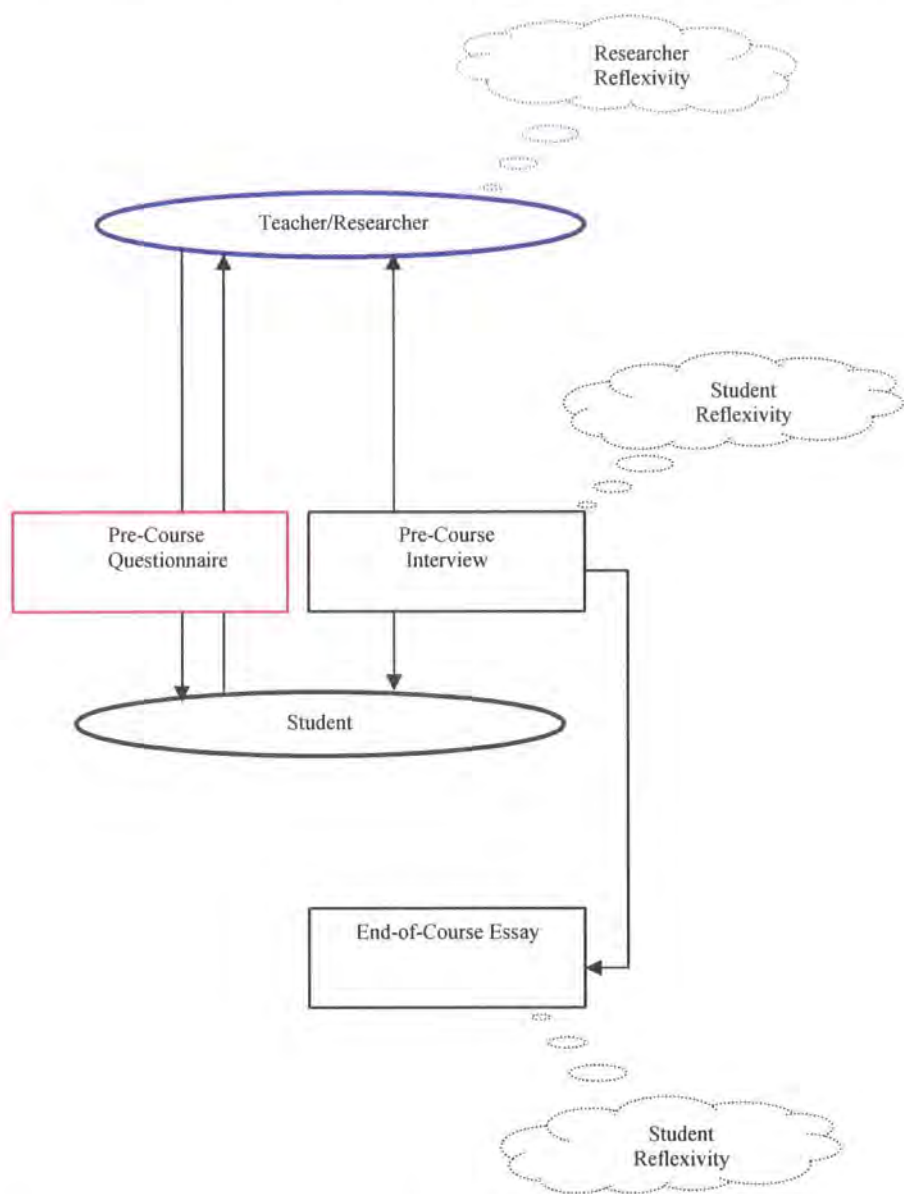 Researcher
Reflexivity
Teacher/Researcher
Student
Reflexivity
Pre-Course
Questionnaire
Pre-Course
Interview
Student
End-of-Course Essay
Student
Reflexivity